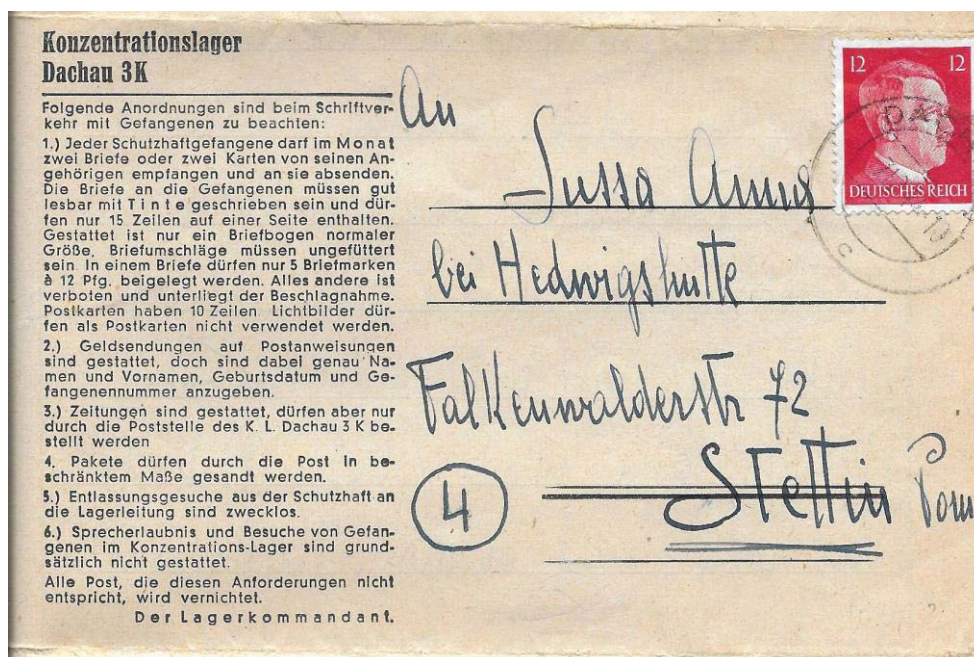 Konzentrationslager
Dachau 3K
Folgende Anordnungen sind beim Schriftver-
kehr mit Gefangenen zu beachten:
1.) Jeder Schutzhaftgefangene darf im Monat
zwei Briefe oder zwei Karten von seinen An-
gehörigen empfangen und an sie absenden.
Die Briefe an die Gefangenen müssen gut
lesbar mit Tinte geschrieben sein und dür-
fen nur 15 Zeilen auf einer Seite enthalten.
Gestattet ist nur ein Briefbogen normaler
Größe. Briefumschläge müssen ungefüttert
sein. In einem Briefe dürfen nur 5 Briefmarken
à 12 Pfg. beigelegt werden. Alles andere ist
verboten und unterliegt der Beschlagnahme.
Postkarten haben 10 Zeilen. Lichtbilder dür-
fen als Postkarten nicht verwendet werden.
2.) Geldsendungen auf Postanweisungen
sind gestattet, doch sind dabei genau Na-
men und Vornamen, Geburtsdatum und Ge-
fangenennummer anzugeben.
3.) Zeitungen sind gestattet, dürfen aber nur
durch die Poststelle des K. L. Dachau 3 K be-
stellt werden
4. Pakete dürfen durch die Post in be-
schränktem Maße gesandt werden.
5.) Entlassungsgesuche aus der Schutzhaft an
die Lagerleitung sind zwecklos.
6.) Sprecherlaubnis und Besuche von Gefan-
genen im Konzentrations-Lager sind grund-
sätzlich nicht gestattet.
Alle Post, die diesen Anforderungen nicht
entspricht, wird vernichtet.
Der Lagerkommandant.
An
Sussa Anna
bei Hedwigshutte
Falkenwalderstr 72
4
Stettin Pom
12 12
DEUTSCHES REICH
DA
c